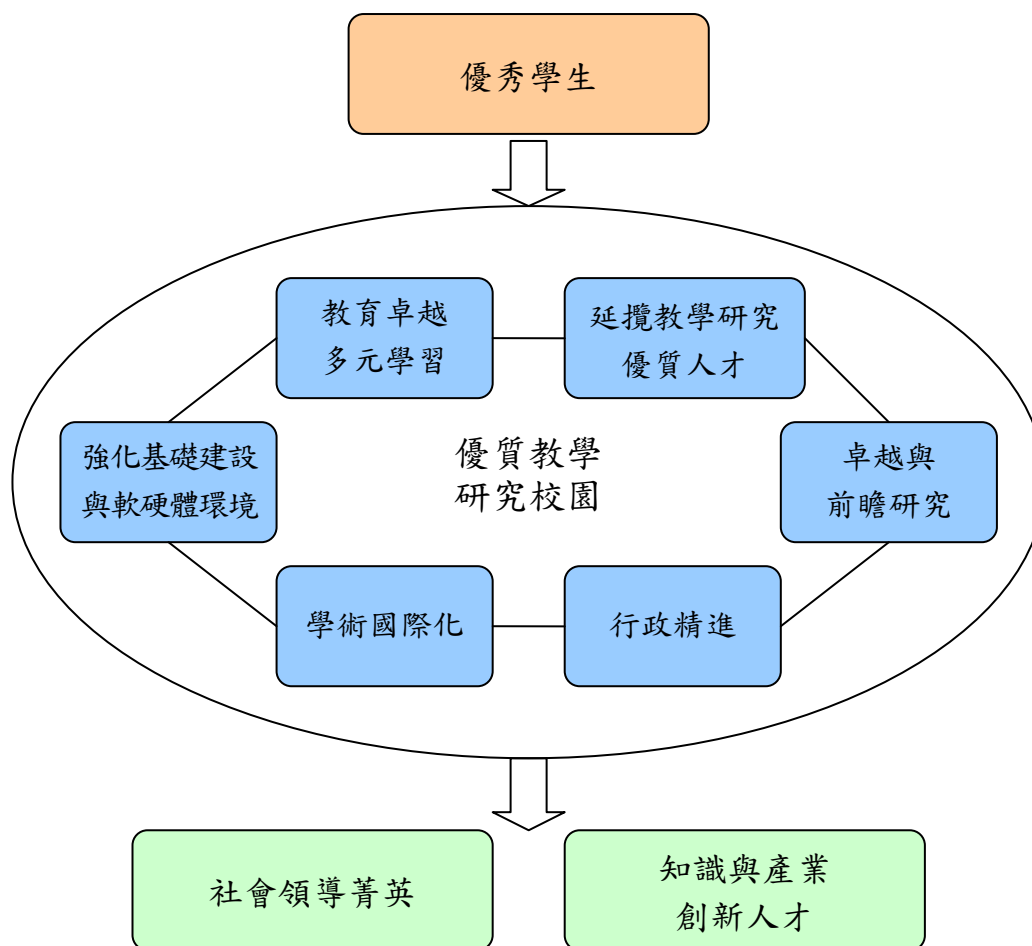 優秀學生
教育卓越
多元學習
延攬教學研究
優質人才
強化基礎建設
與軟硬體環境
優質教學
研究校園
卓越與
前瞻研究
學術國際化
行政精進
社會領導菁英
知識與產業
創新人才